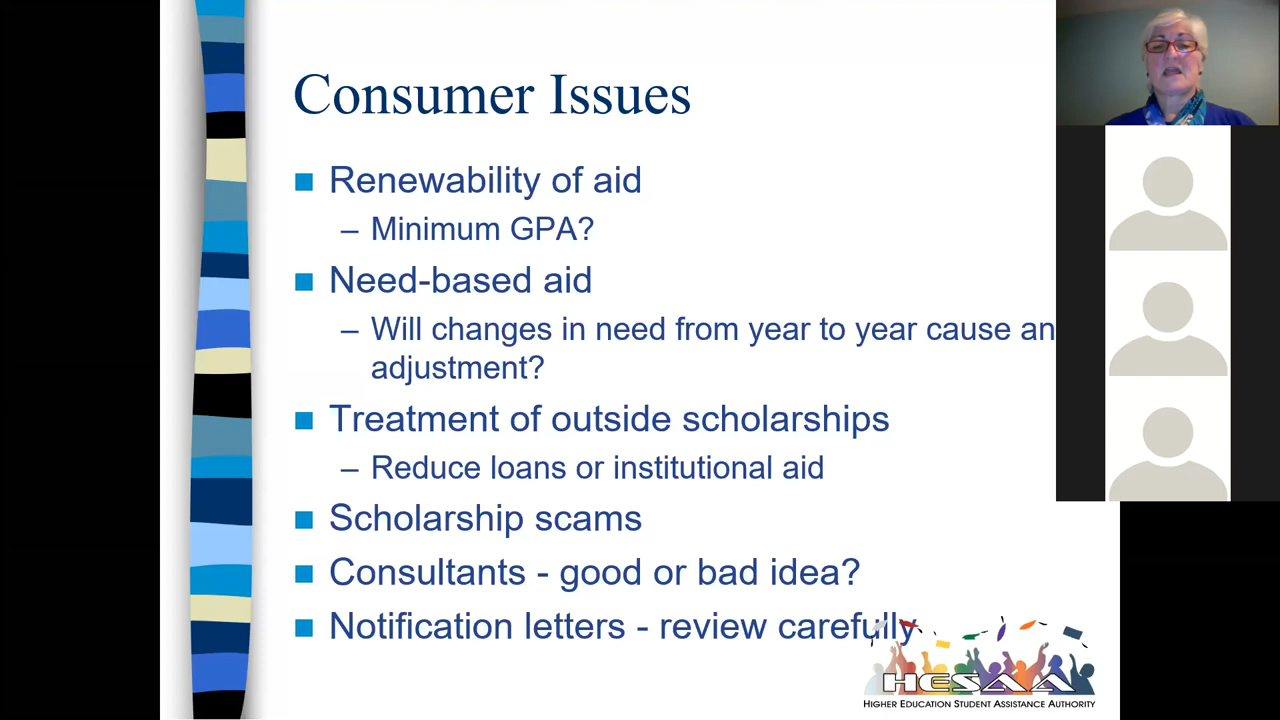 Consumer Issues
Renewability of aid
– Minimum GPA?
Need-based aid
– Will changes in need from year to year cause an
adjustment?
Treatment of outside scholarships
– Reduce loans or institutional aid
Scholarship scams
Consultants - good or bad idea?
Notification letters - review carefully
HESAA
HIGHER EDUCATION STUDENT ASSISTANCE AUTHORITY